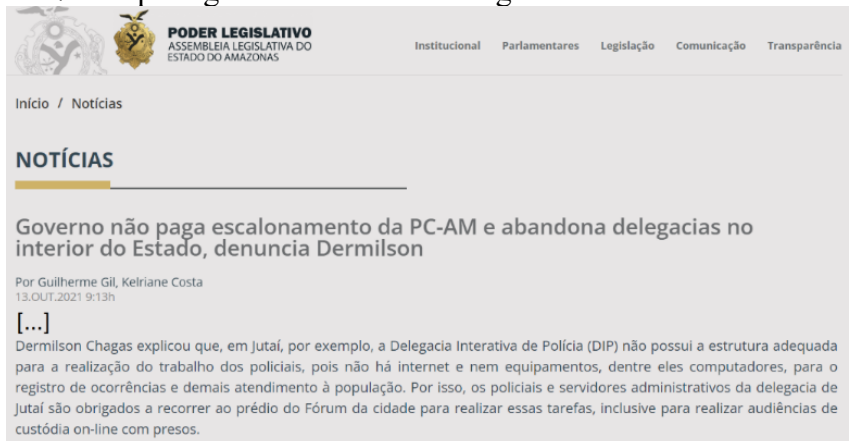 PODER LEGISLATIVO
ASSEMBLEIA LEGISLATIVA DO
ESTADO DO AMAZONAS
Institucional Parlamentares Legislação Comunicação Transparência
Início / Notícias
NOTÍCIAS
Governo não paga escalonamento da PC-AM e abandona delegacias no
interior do Estado, denuncia Dermilson
Por Guilherme Gil, Kelriane Costa
13.OUT.2021 9:13h
[...]
Dermilson Chagas explicou que, em Jutaí, por exemplo, a Delegacia Interativa de Polícia (DIP) não possui a estrutura adequada
para a realização do trabalho dos policiais, pois não há internet e nem equipamentos, dentre eles computadores, para o
registro de ocorrências e demais atendimento à população. Por isso, os policiais e servidores administrativos da delegacia de
Jutaí são obrigados a recorrer ao prédio do Fórum da cidade para realizar essas tarefas, inclusive para realizar audiências de
custódia on-line com presos.